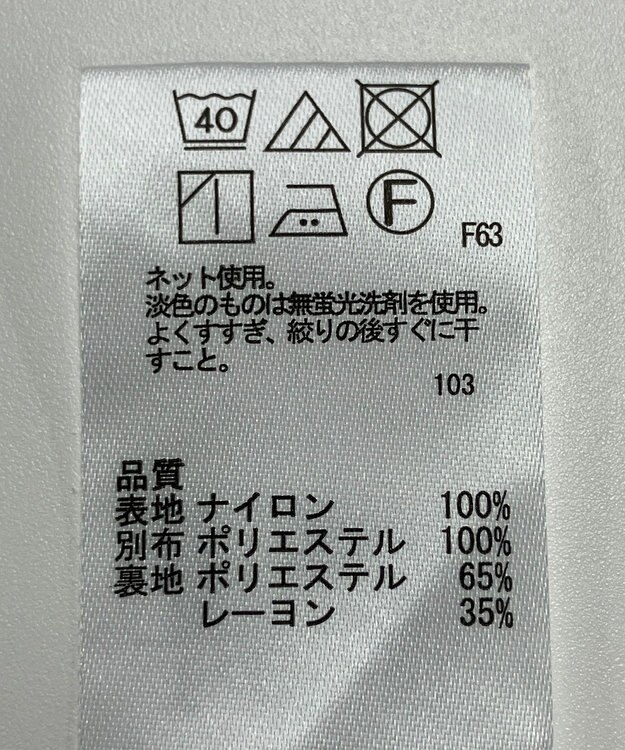 40
F
F63
ネット使用。
淡色のものは無蛍光洗剤を使用。
よくすすぎ、絞りの後すぐに干
すこと。
103
品質
表地 ナイロン 100%
別布 ポリエステル 100%
裏地 ポリエステル 65%
レーヨン 35%